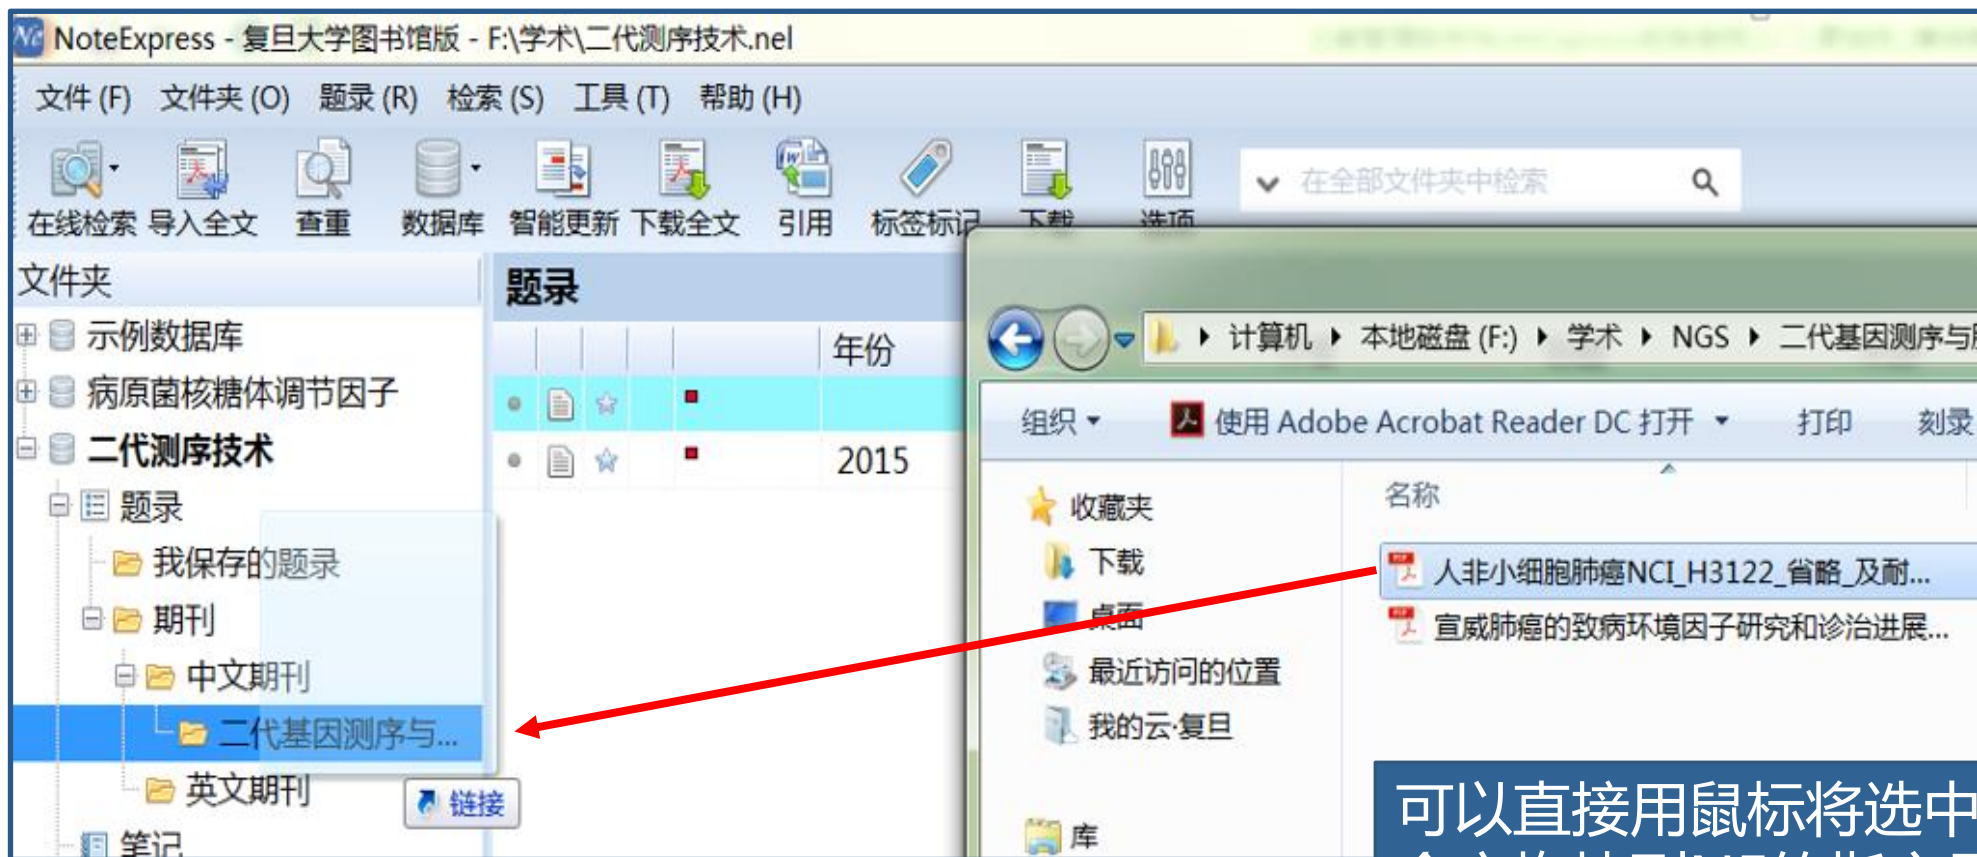 NoteExpress - 复旦大学图书馆版 - F:\学术\二代测序技术.nel
文件 (F) 文件夹 (O) 题录 (R) 检索 (S) 工具 (T) 帮助 (H)
在全部文件夹中检索
在线检索 导入全文 查重 数据库 智能更新 下载全文 引用 标签标记 下载 选项
文件夹
示例数据库
病原菌核糖体调节因子
二代测序技术
题录
我保存的题录
期刊
中文期刊
二代基因测序与...
英文期刊
笔记
链接
题录
年份
2015
计算机 本地磁盘 (F:) 学术 NGS 二代基因测序与
组织 使用 Adobe Acrobat Reader DC 打开 打印 刻录
收藏夹
下载
桌面
最近访问的位置
我的云·复旦
库
名称
人非小细胞肺癌NCI_H3122_省略_及耐...
宣威肺癌的致病环境因子研究和诊治进展...
可以直接用鼠标将选中